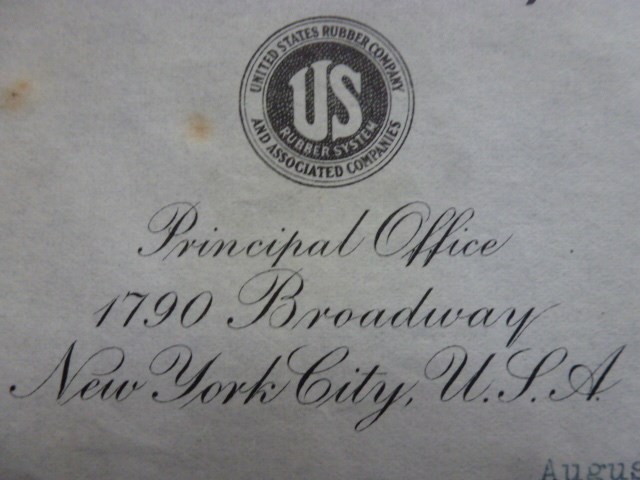 UNITED STATES RUBBER COMPANY
US
RUBBER SYSTEM
AND ASSOCIATED COMPANIES
Principal Office
1790 Broadway
New York City, U.S.A.
Augus